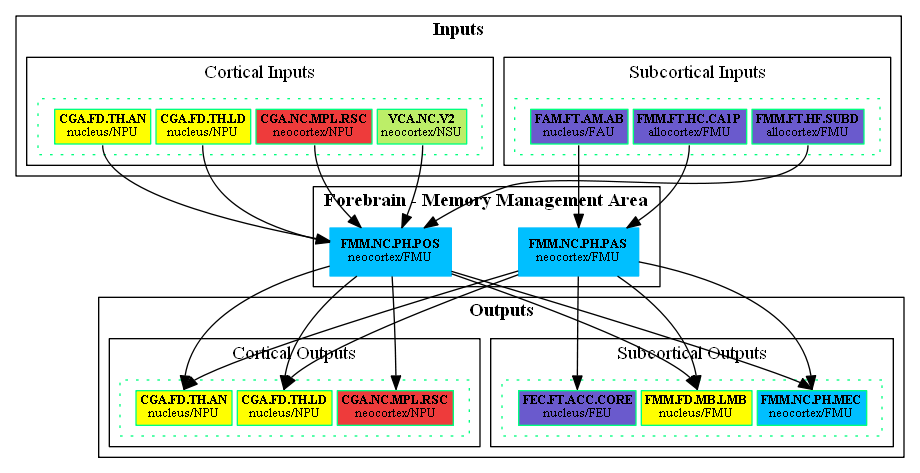 Inputs
Cortical Inputs
Subcortical Inputs
CGA.FD.TH.AN
nucleus/NPU
CGA.FD.TH.LD
nucleus/NPU
CGA.NC.MPL.RSC
neocortex/NPU
VCA.NC.V2
neocortex/NSU
FAM.FT.AM.AB
nucleus/FAU
FMM.FT.HC.CA1P
allocortex/FMU
FMM.FT.HF.SUBD
allocortex/FMU
Forebrain - Memory Management Area
FMM.NC.PH.POS
neocortex/FMU
FMM.NC.PH.PAS
neocortex/FMU
Outputs
Cortical Outputs
Subcortical Outputs
CGA.FD.TH.AN
nucleus/NPU
CGA.FD.TH.LD
nucleus/NPU
CGA.NC.MPL.RSC
neocortex/NPU
FEC.FT.ACC.CORE
nucleus/FEU
FMM.FD.MB.LMB
nucleus/FMU
FMM.NC.PH.MEC
neocortex/FMU